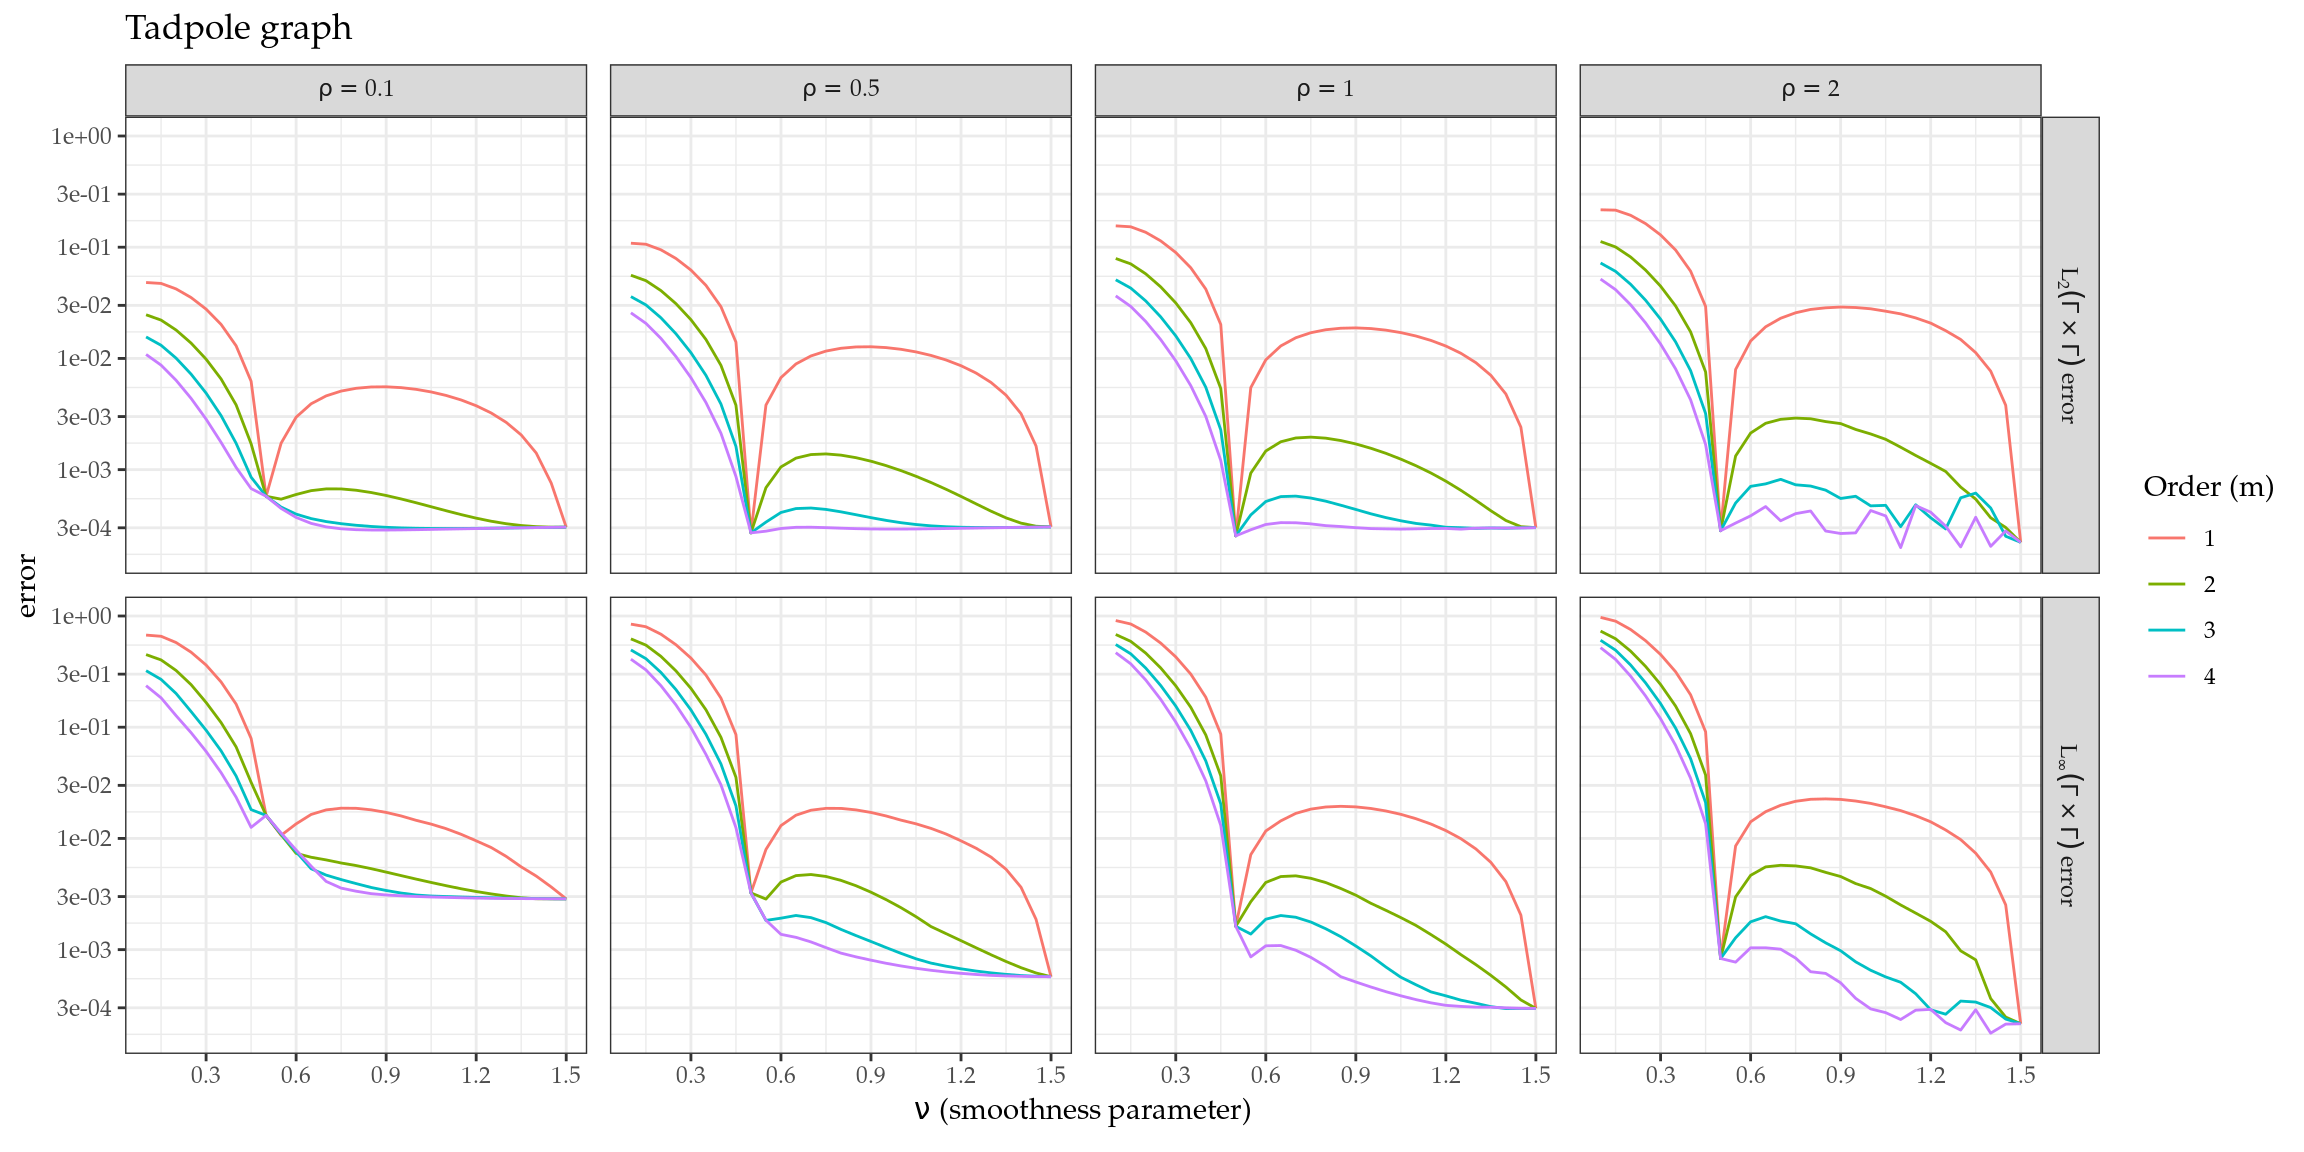 Tadpole graph
ρ = 0.1
ρ = 0.5
ρ = 1
ρ = 2
1e+00
3e-01
1e-01
3e-02
1e-02
3e-03
1e-03
3e-04
L₂(Γ × Γ) error
1e+00
3e-01
1e-01
3e-02
1e-02
3e-03
1e-03
3e-04
L∞(Γ × Γ) error
error
0.3 0.6 0.9 1.2 1.5
0.3 0.6 0.9 1.2 1.5
0.3 0.6 0.9 1.2 1.5
0.3 0.6 0.9 1.2 1.5
ν (smoothness parameter)
Order (m)
1
2
3
4